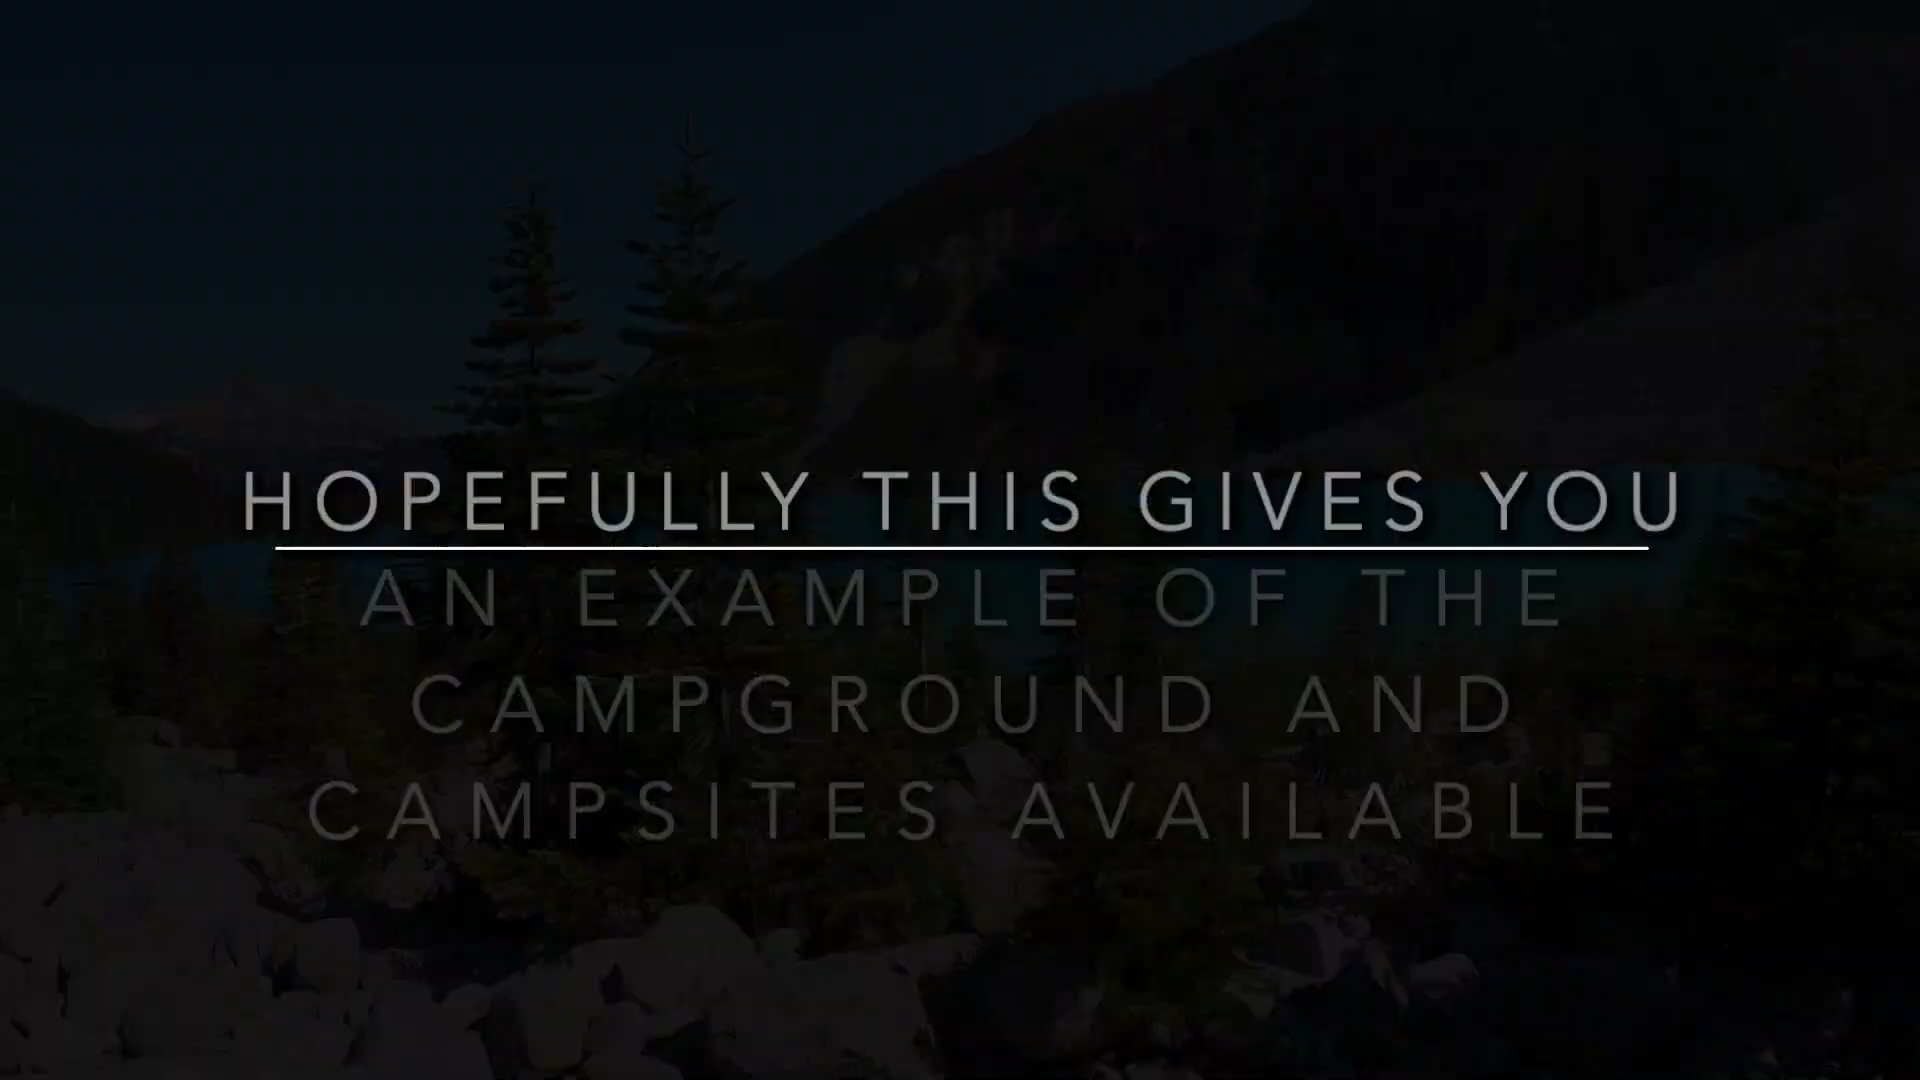 HOPEFULLY THIS GIVES YOU
AN EXAMPLE OF THE
CAMPGROUND AND
CAMPSITES AVAILABLE